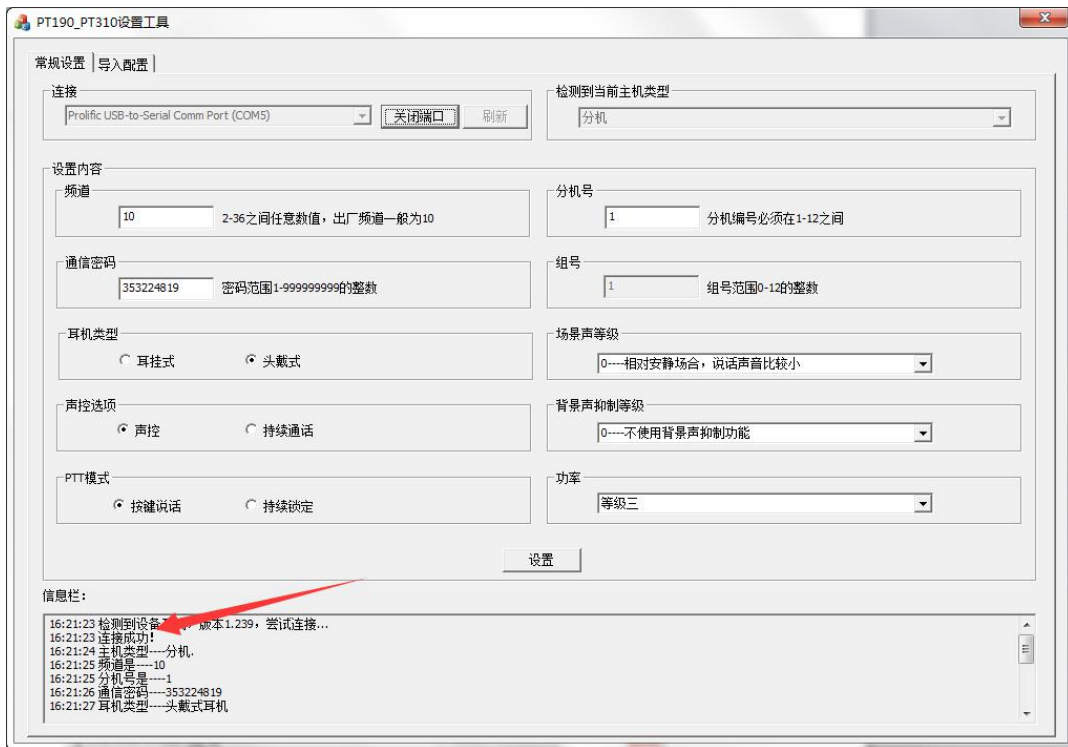 PT190_PT310设置工具
常规设置 导入配置
连接
Prolific USB-to-Serial Comm Port (COM5) 关闭端口 刷新
检测到当前主机类型
分机
设置内容
频道
10 2-36之间任意数值，出厂频道一般为10
分机号
1 分机编号必须在1-12之间
通信密码
353224819 密码范围1-999999999的整数
组号
1 组号范围0-12的整数
耳机类型
耳挂式 头戴式
场景声等级
0----相对安静场合，说话声音比较小
声控选项
声控 持续通话
背景声抑制等级
0----不使用背景声抑制功能
PTT模式
按键说话 持续锁定
功率
等级三
设置
信息栏：
16:21:23 检测到设备 版本1.239，尝试连接...
16:21:23 连接成功！
16:21:24 主机类型----分机.
16:21:25 频道是----10
16:21:25 分机号是----1
16:21:26 通信密码----353224819
16:21:27 耳机类型----头戴式耳机